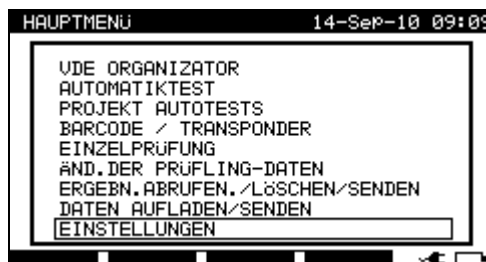 HAUPTMENü 14-Sep-10 09:09
VDE ORGANIZATOR
AUTOMATIKTEST
PROJEKT AUTOTESTS
BARCODE / TRANSPONDER
EINZELPRüFUNG
äND.DER PRüFLING-DATEN
ERGEBN.ABRUFEN./LöSCHEN/SENDEN
DATEN AUFLADEN/SENDEN
EINSTELLUNGEN